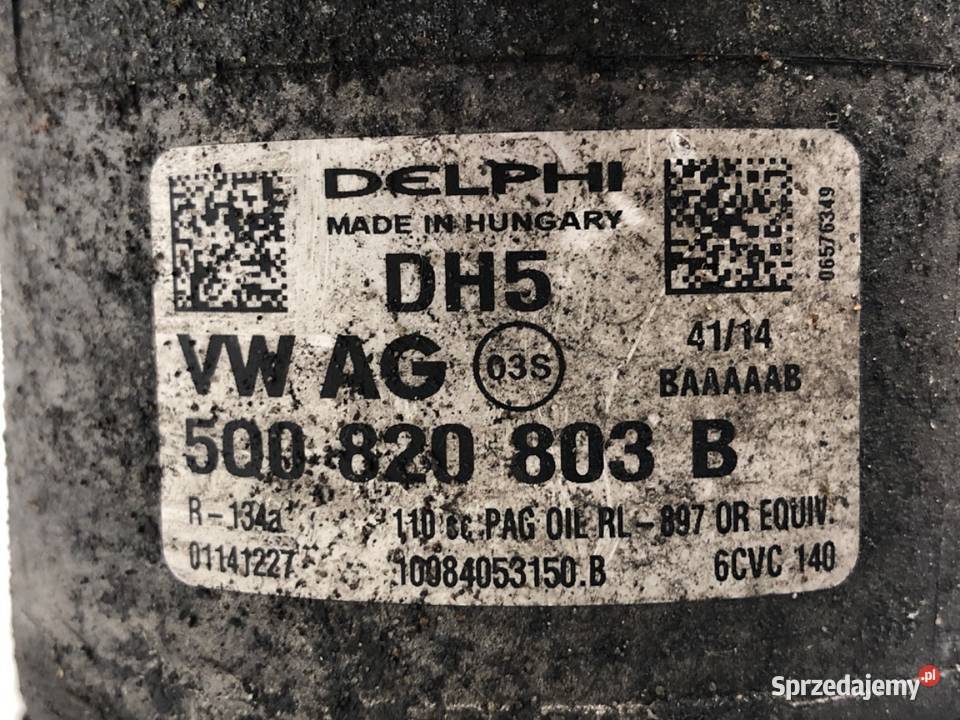 DELPHI
MADE IN HUNGARY
DH5
06576349
VW AG 03S
41/14
BAAAAAB
5Q0 820 803 B
R-134a 110 cc PAG OIL RL-897 OR EQUIV.
01141227 10984053150.B 6CVC 140
Sprzedajemy.pl